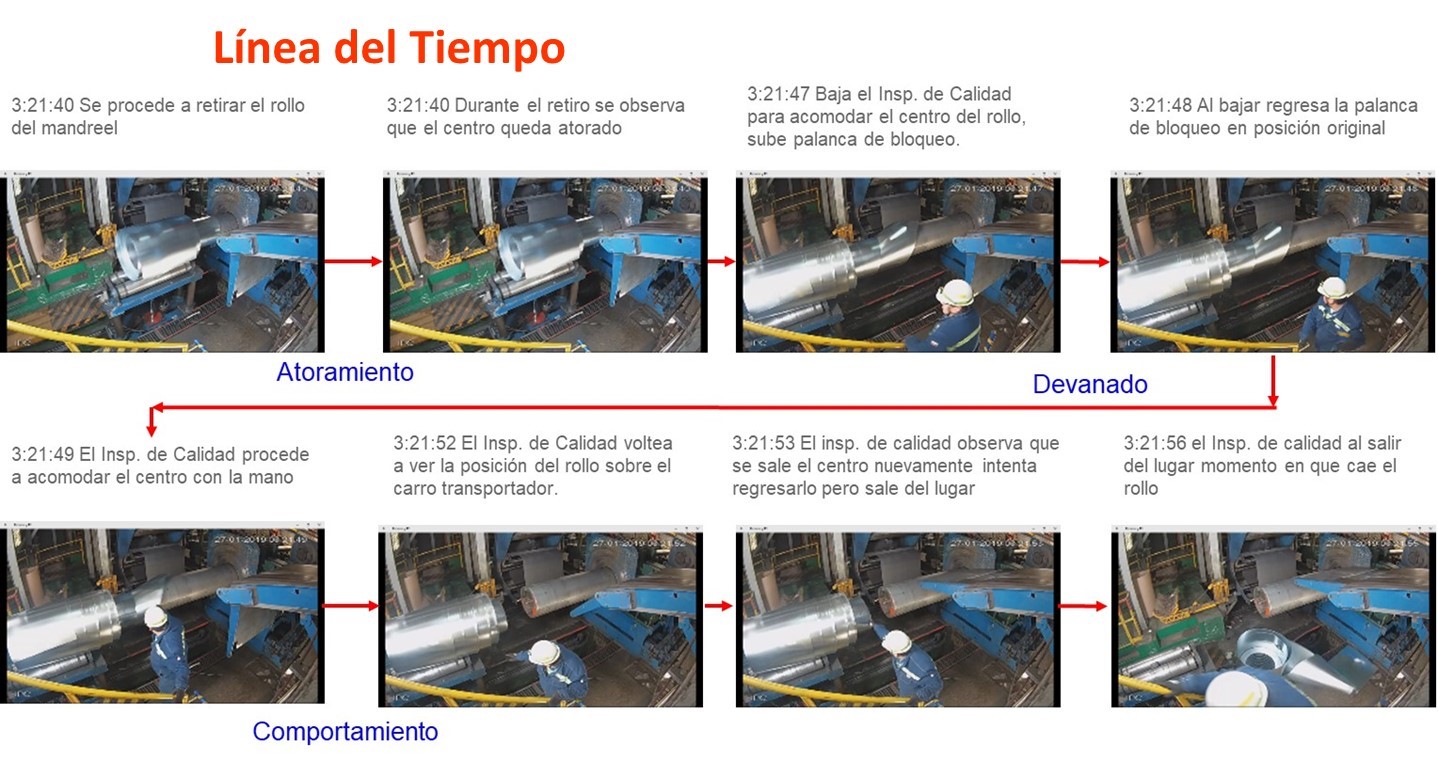 Línea del Tiempo
3:21:40 Se procede a retirar el rollo
del mandreel
3:21:40 Durante el retiro se observa
que el centro queda atorado
3:21:47 Baja el Insp. de Calidad
para acomodar el centro del rollo,
sube palanca de bloqueo.
3:21:48 Al bajar regresa la palanca
de bloqueo en posición original
Atoramiento
Devanado
3:21:49 El Insp. de Calidad procede
a acomodar el centro con la mano
3:21:52 El Insp. de Calidad voltea
a ver la posición del rollo sobre el
carro transportador.
3:21:53 El insp. de calidad observa que
se sale el centro nuevamente intenta
regresarlo pero sale del lugar
3:21:56 el Insp. de calidad al salir
del lugar momento en que cae el
rollo
Comportamiento